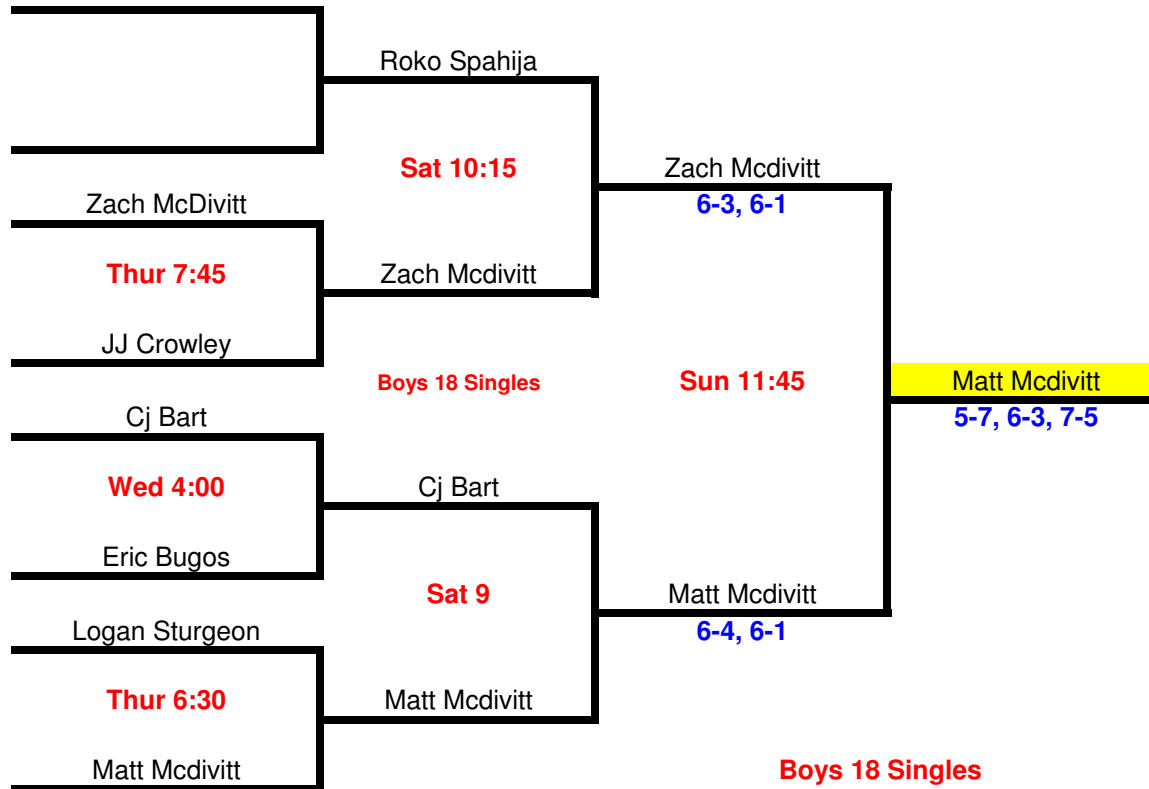 Roko Spahija
Sat 10:15
Zach Mcdivitt
6-3, 6-1
Zach McDivitt
Thur 7:45
Zach Mcdivitt
JJ Crowley
Boys 18 Singles
Sun 11:45
Matt Mcdivitt
5-7, 6-3, 7-5
Cj Bart
Wed 4:00
Cj Bart
Eric Bugos
Sat 9
Matt Mcdivitt
6-4, 6-1
Logan Sturgeon
Thur 6:30
Matt Mcdivitt
Matt Mcdivitt
Boys 18 Singles